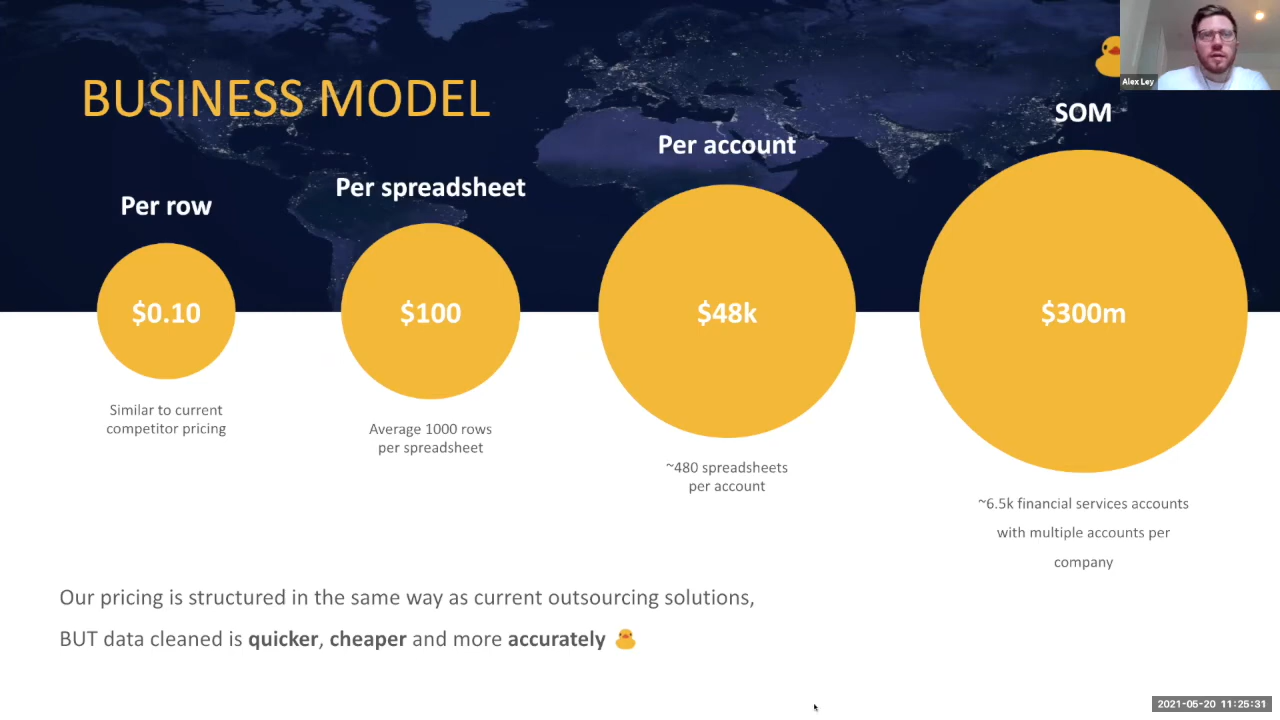 BUSINESS MODEL
Alex Ley
Per row
Per spreadsheet
Per account
SOM
$0.10
$100
$48k
$300m
Similar to current
competitor pricing
Average 1000 rows
per spreadsheet
~480 spreadsheets
per account
~6.5k financial services accounts
with multiple accounts per
company
Our pricing is structured in the same way as current outsourcing solutions,
BUT data cleaned is quicker, cheaper and more accurately
2021-05-20 11:25:31